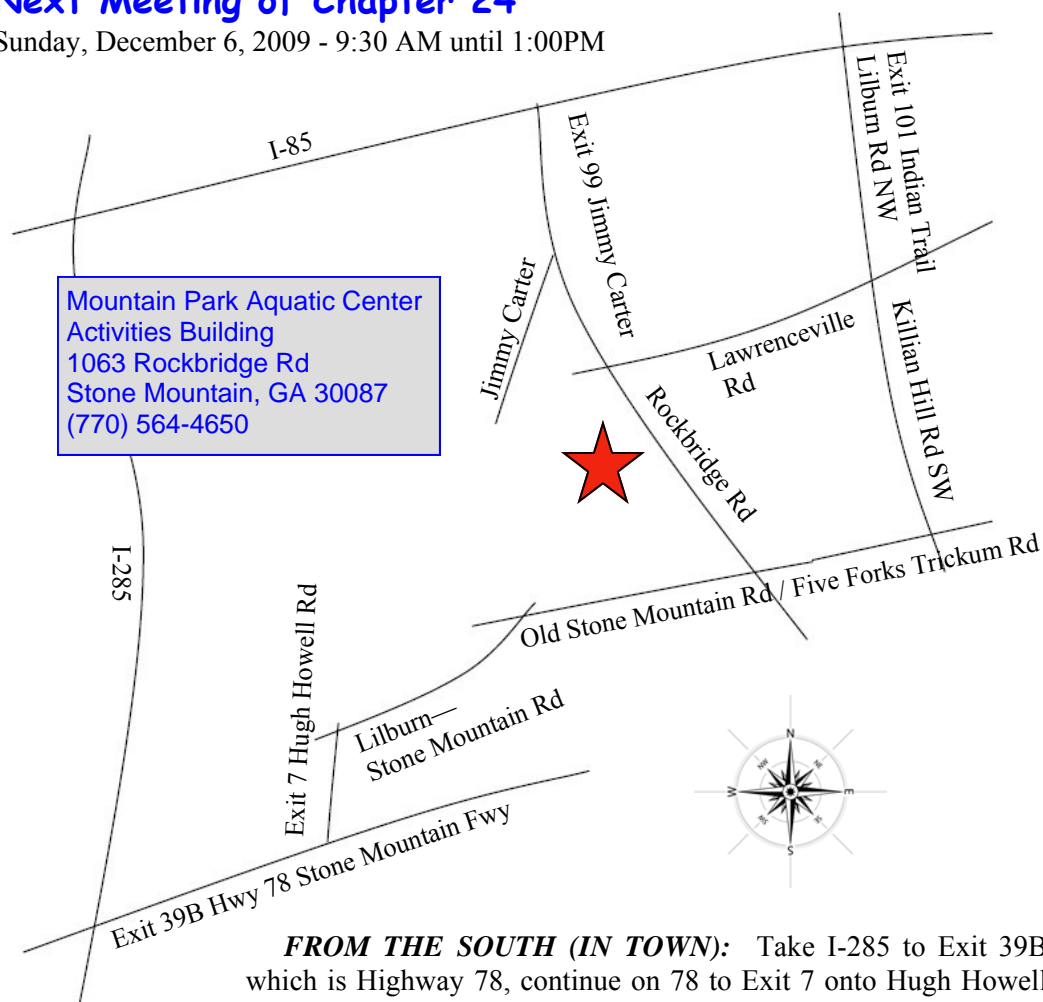 Next Meeting of Chapter 24
Sunday, December 6, 2009 - 9:30 AM until 1:00PM
I-85
Exit 99 Jimmy Carter
Exit 101 Indian Trail
Lilburn Rd NW
Mountain Park Aquatic Center
Activities Building
1063 Rockbridge Rd
Stone Mountain, GA 30087
(770) 564-4650
Jimmy Carter
Lawrenceville
Rd
Killian Hill Rd SW
Rockbridge Rd
I-285
Old Stone Mountain Rd / Five Forks Trickum Rd
Exit 7 Hugh Howell Rd
Lilburn—
Stone Mountain Rd
Exit 39B Hwy 78 Stone Mountain Fwy
N
NW
NE
W
E
SW
SE
S
FROM THE SOUTH (IN TOWN): Take I-285 to Exit 39B
which is Highway 78, continue on 78 to Exit 7 onto Hugh Howell